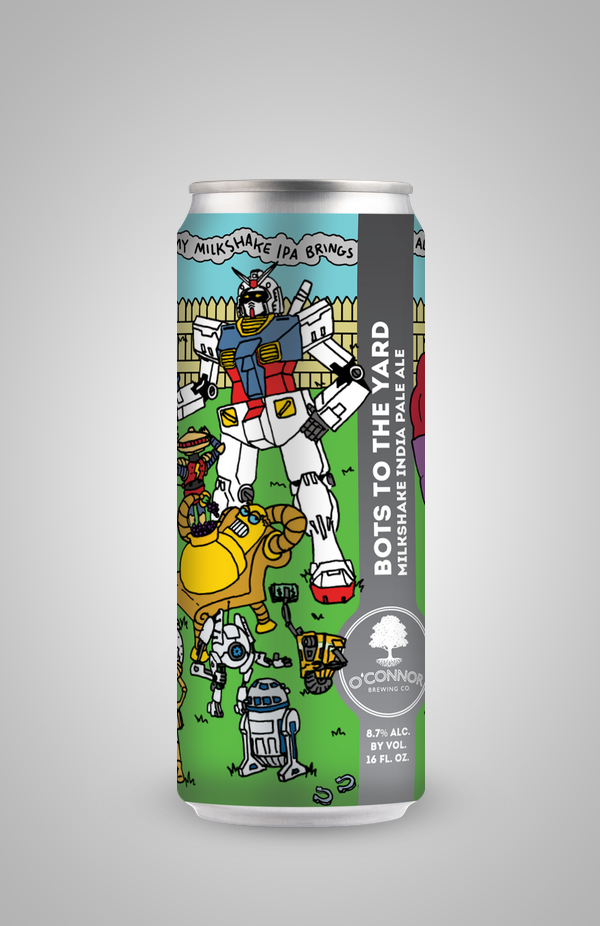 MY MILKSHAKE IPA BRINGS
BOTS TO THE YARD
MILKSHAKE INDIA PALE ALE
O'CONNOR
BREWING CO.
8.7% ALC.
BY VOL.
16 FL. OZ.